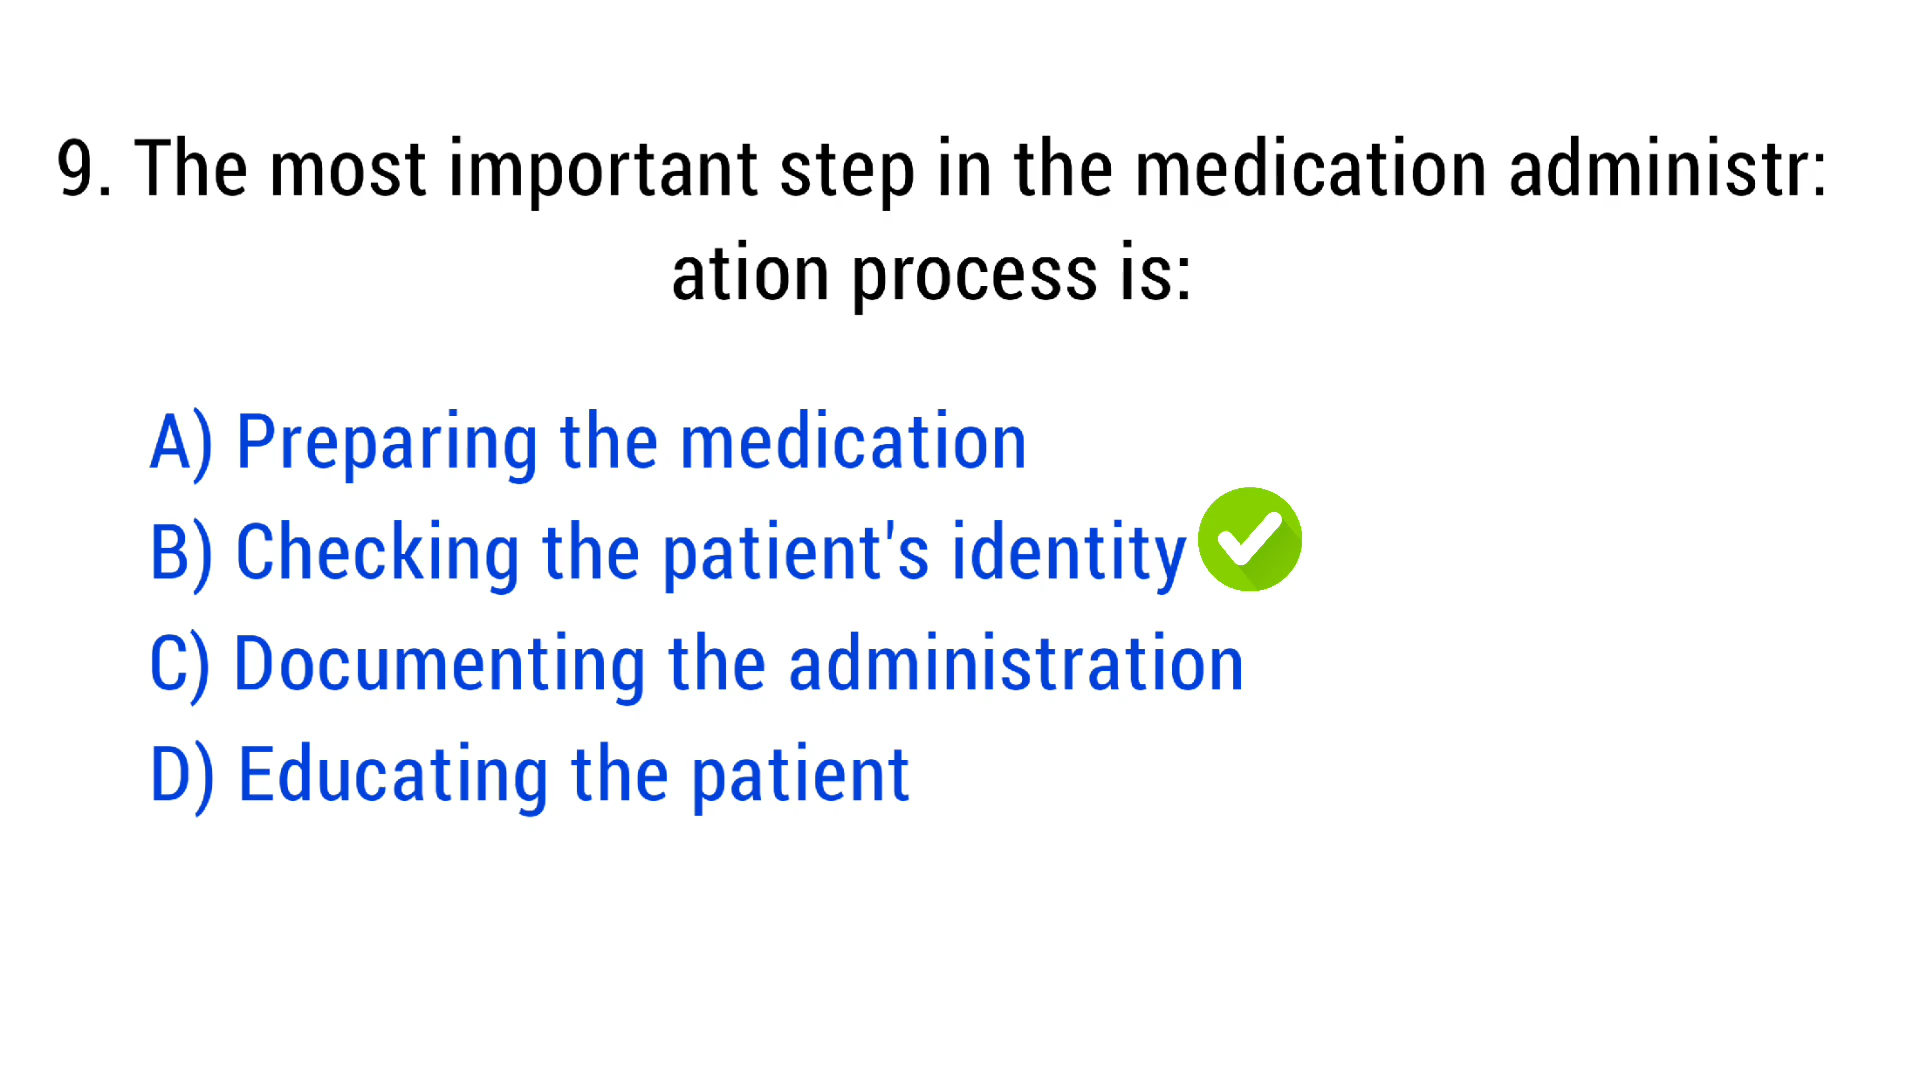 9. The most important step in the medication administr:
ation process is:
A) Preparing the medication
B) Checking the patient's identity
C) Documenting the administration
D) Educating the patient